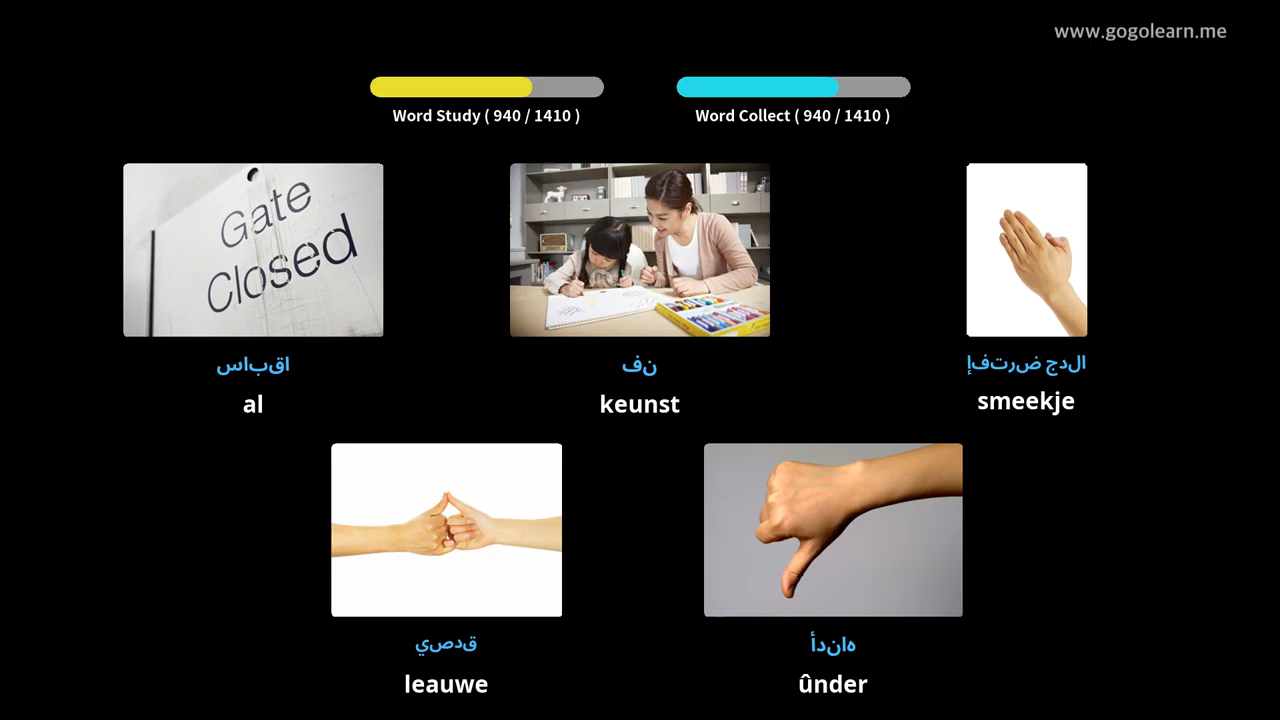 www.gogolearn.me
Word Study ( 940 / 1410 )
Word Collect ( 940 / 1410 )
Gate
Closed
اقباس
al
نف
keunst
الدج ضرتفإ
smeekje
قدصي
leauwe
هاندأ
ûnder